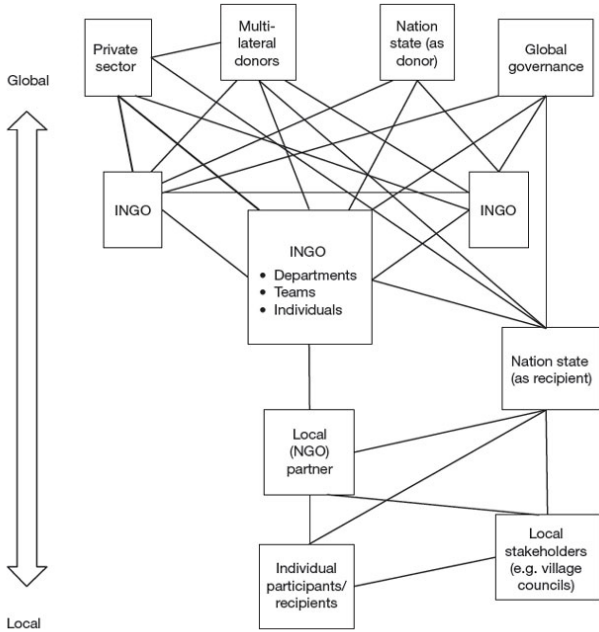 Private
sector
Multi-
lateral
donors
Nation
state (as
donor)
Global
governance
Global
INGO
INGO
INGO
• Departments
• Teams
• Individuals
Nation state
(as recipient)
Local
(NGO)
partner
Individual
participants/
recipients
Local
stakeholders
(e.g. village
councils)
Local